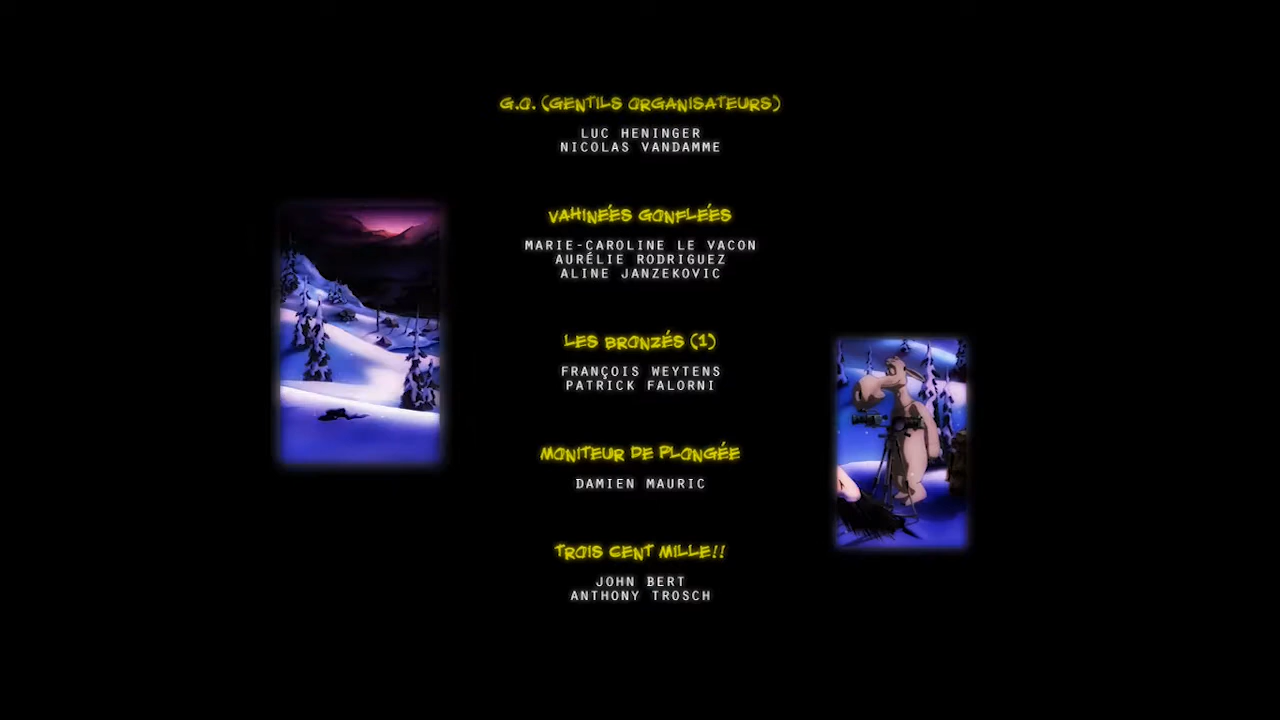 G.O. (GENTILS ORGANISATEURS)
LUC HENINGER
NICOLAS VANDAMME
VAHINÉES GONFLÉES
MARIE-CAROLINE LE VACON
AURÉLIE RODRIGUEZ
ALINE JANZEKOVIC
LES BRONZÉS (1)
FRANÇOIS WEYTENS
PATRICK FALORNI
MONITEUR DE PLONGÉE
DAMIEN MAURIC
TROIS CENT MILLE!!
JOHN BERT
ANTHONY TROSCH